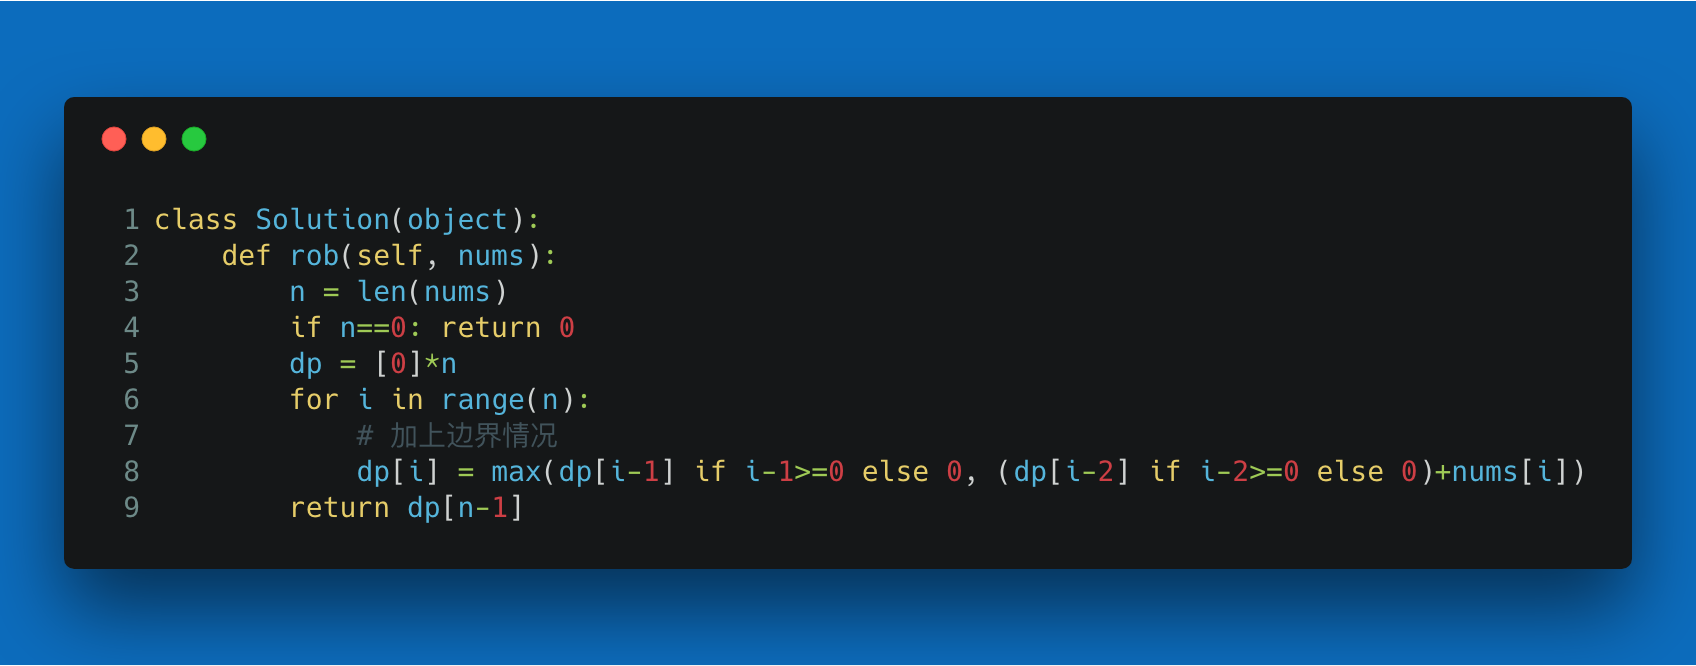 1 class Solution(object):
2     def rob(self, nums):
3         n = len(nums)
4         if n==0: return 0
5         dp = [0]*n
6         for i in range(n):
7             # 加上边界情况
8             dp[i] = max(dp[i-1] if i-1>=0 else 0, (dp[i-2] if i-2>=0 else 0)+nums[i])
9         return dp[n-1]